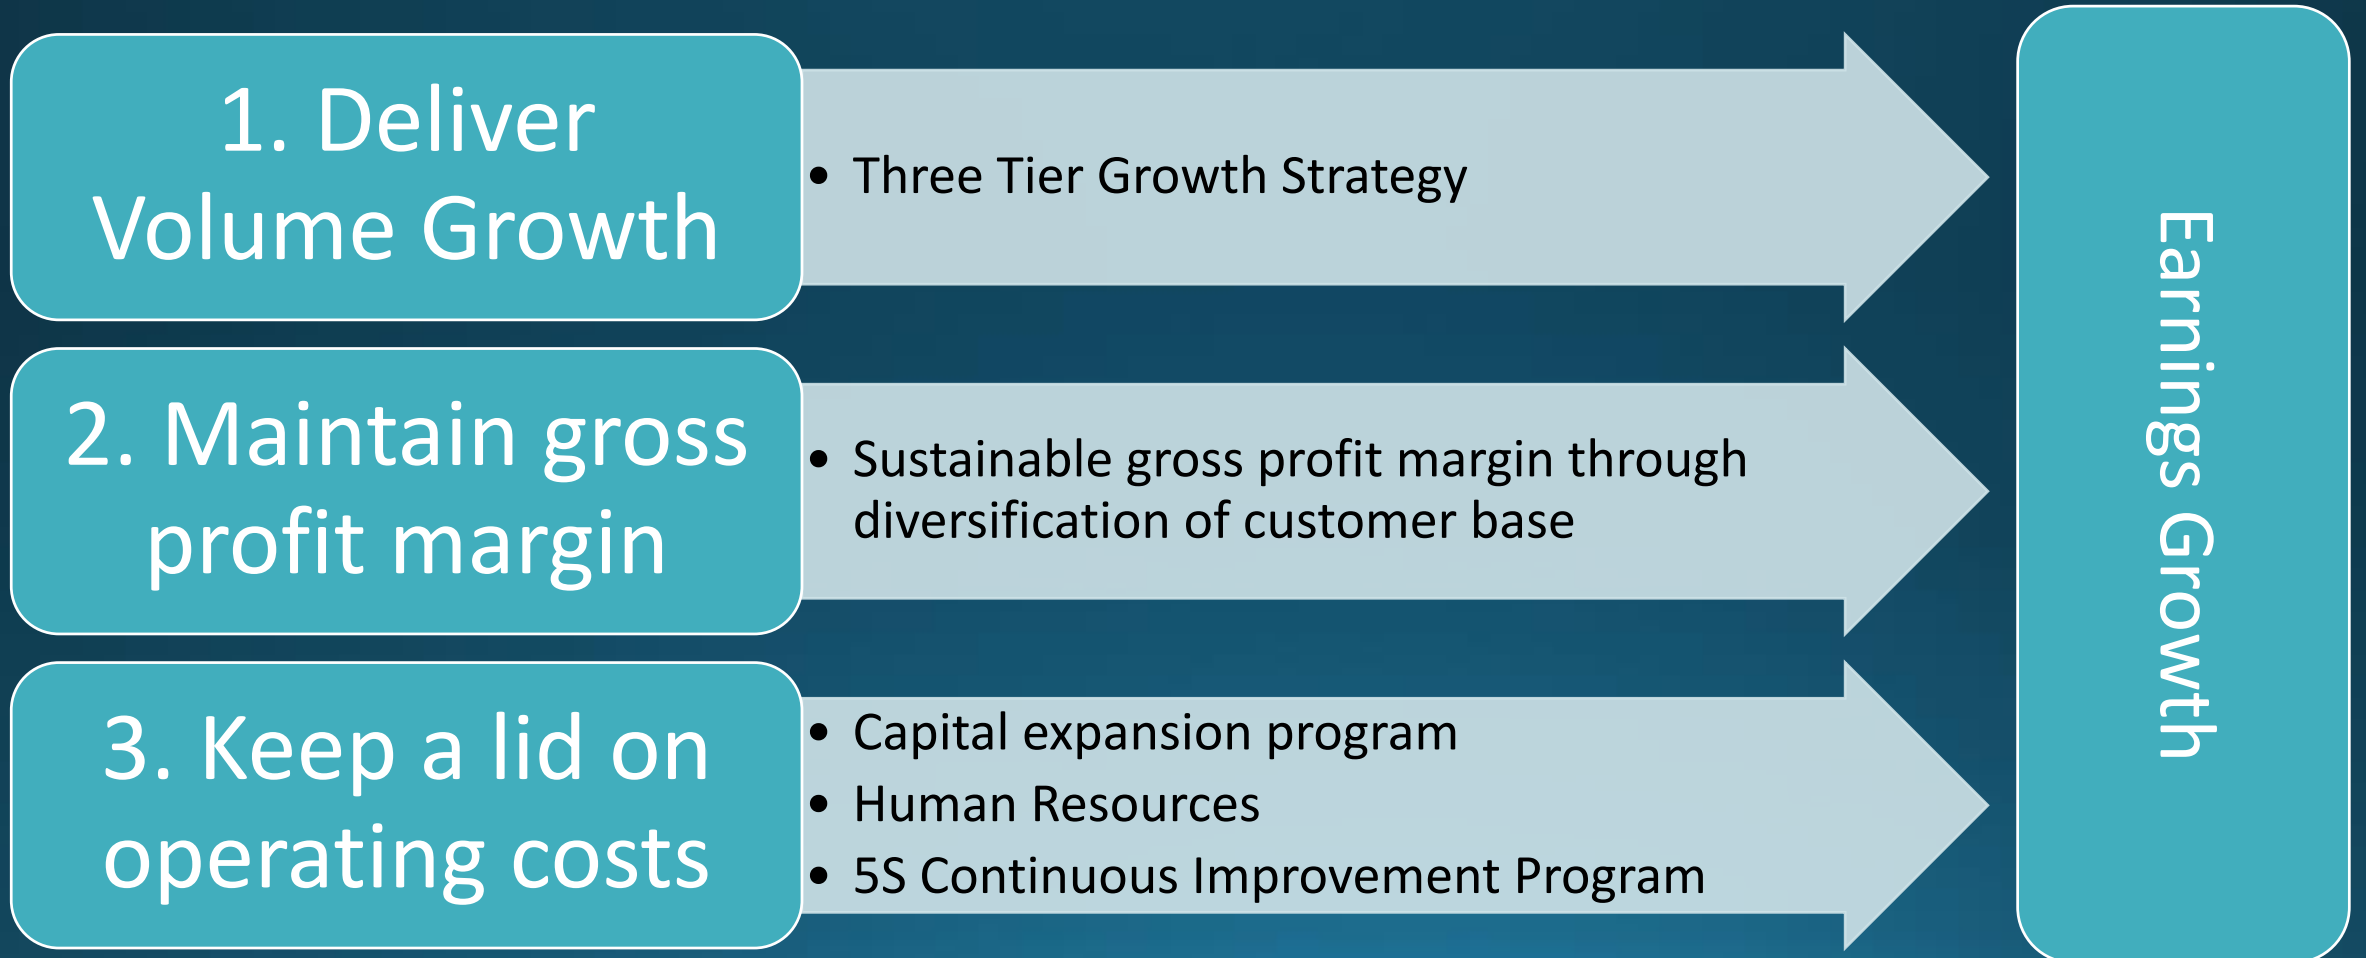 1. Deliver
Volume Growth
• Three Tier Growth Strategy
2. Maintain gross
profit margin
• Sustainable gross profit margin through
diversification of customer base
3. Keep a lid on
operating costs
• Capital expansion program
• Human Resources
• 5S Continuous Improvement Program
Earnings Growth